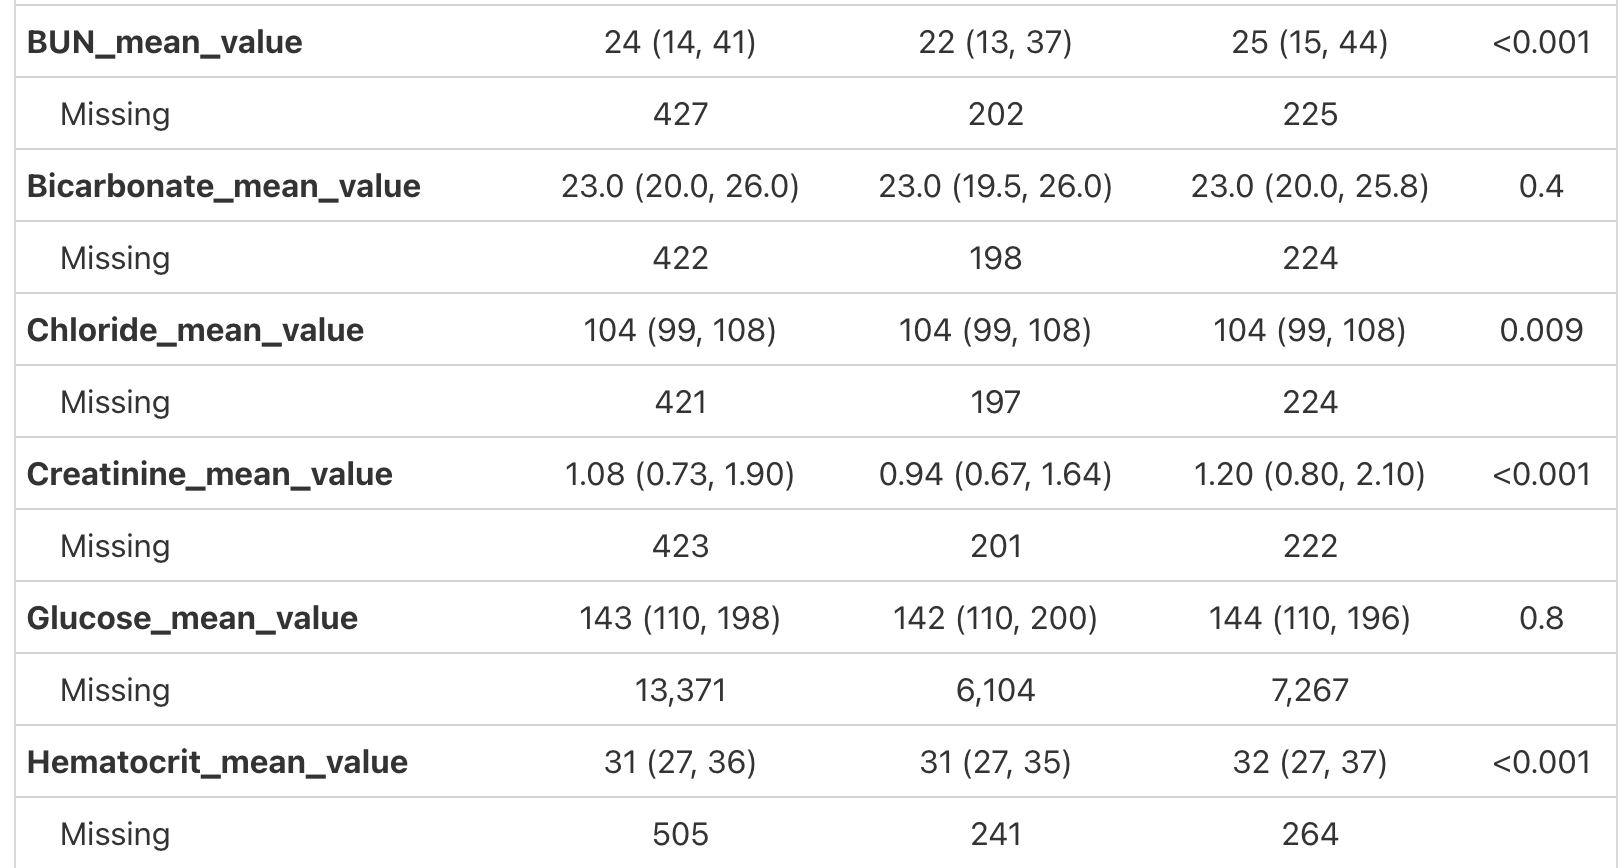 BUN_mean_value 24 (14, 41) 22 (13, 37) 25 (15, 44) <0.001
Missing 427 202 225
Bicarbonate_mean_value 23.0 (20.0, 26.0) 23.0 (19.5, 26.0) 23.0 (20.0, 25.8) 0.4
Missing 422 198 224
Chloride_mean_value 104 (99, 108) 104 (99, 108) 104 (99, 108) 0.009
Missing 421 197 224
Creatinine_mean_value 1.08 (0.73, 1.90) 0.94 (0.67, 1.64) 1.20 (0.80, 2.10) <0.001
Missing 423 201 222
Glucose_mean_value 143 (110, 198) 142 (110, 200) 144 (110, 196) 0.8
Missing 13,371 6,104 7,267
Hematocrit_mean_value 31 (27, 36) 31 (27, 35) 32 (27, 37) <0.001
Missing 505 241 264